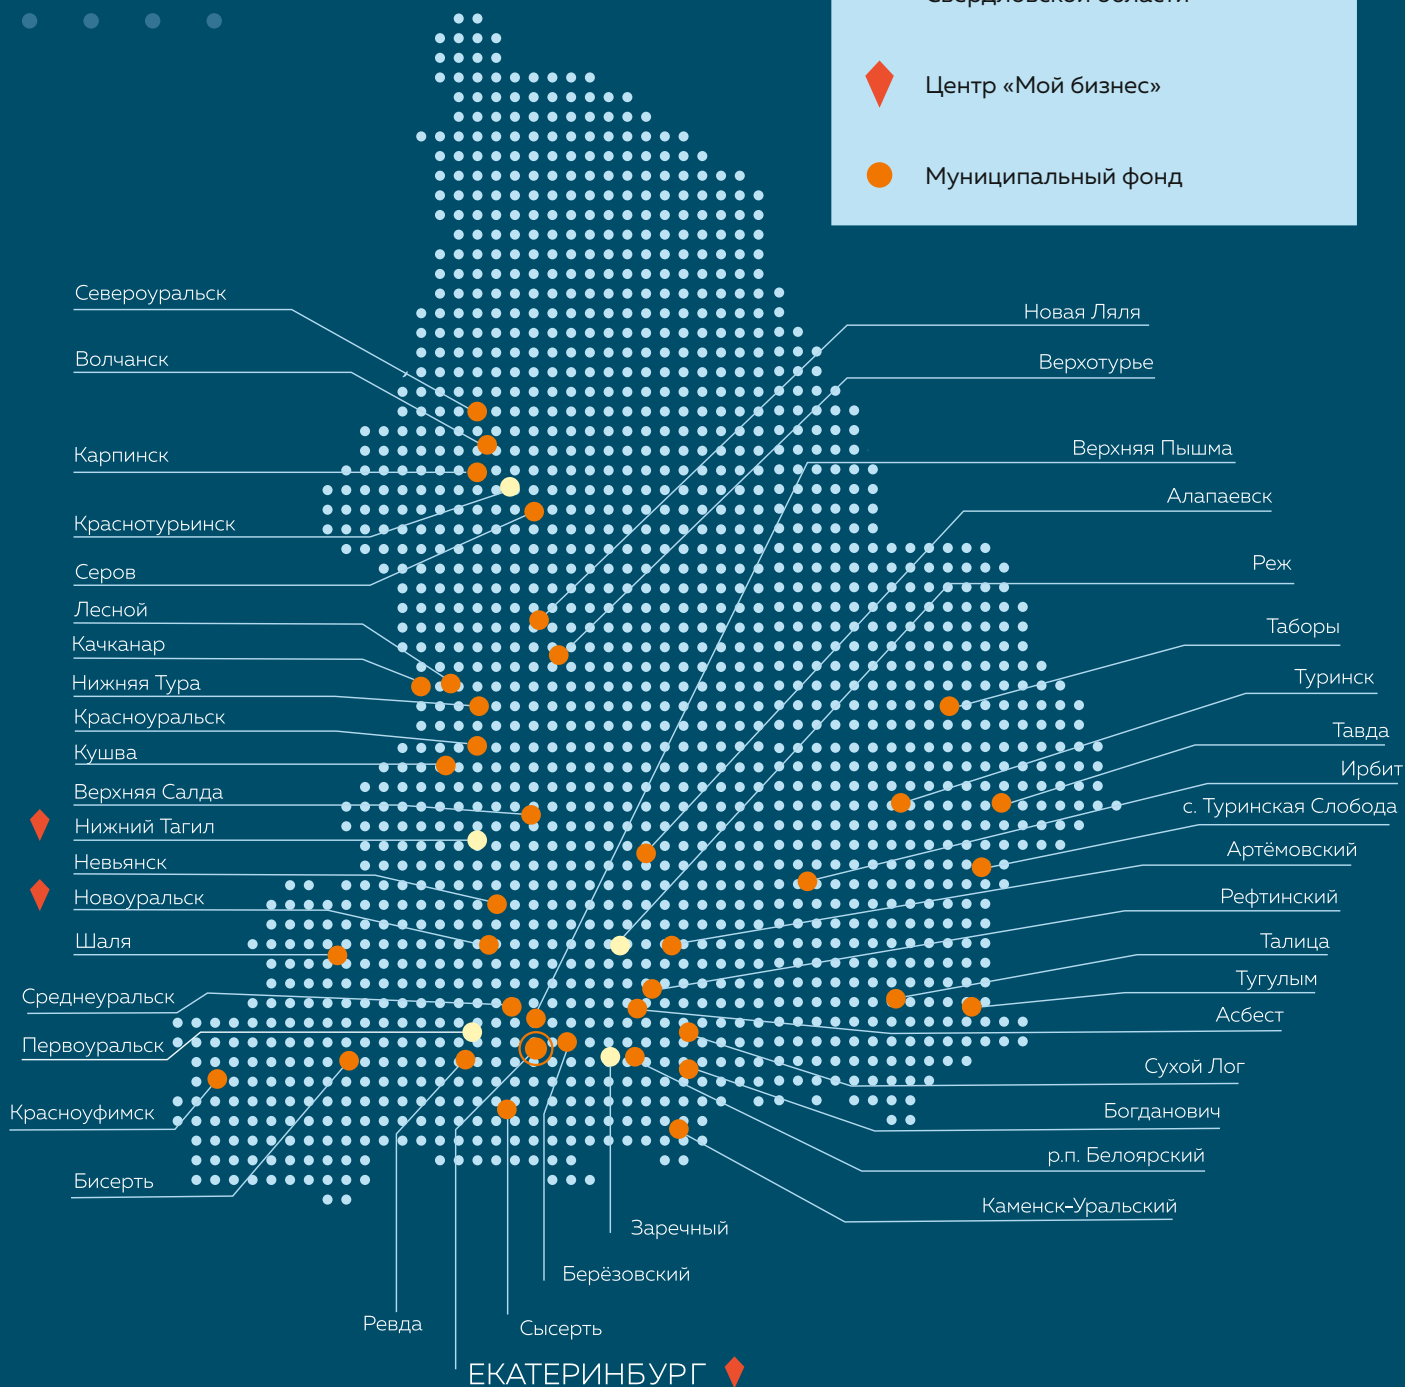 Свердловской области
Центр «Мой бизнес»
Муниципальный фонд
Североуральск
Волчанск
Карпинск
Краснотурьинск
Серов
Лесной
Качканар
Нижняя Тура
Красноуральск
Кушва
Верхняя Салда
Нижний Тагил
Невьянск
Новоуральск
Шаля
Среднеуральск
Первоуральск
Красноуфимск
Бисерть
Новая Ляля
Верхотурье
Верхняя Пышма
Алапаевск
Реж
Таборы
Туринск
Тавда
Ирбит
с. Туринская Слобода
Артёмовский
Рефтинский
Талица
Тугулым
Асбест
Сухой Лог
Богданович
р.п. Белоярский
Каменск-Уральский
Заречный
Берёзовский
Ревда
Сысерть
ЕКАТЕРИНБУРГ